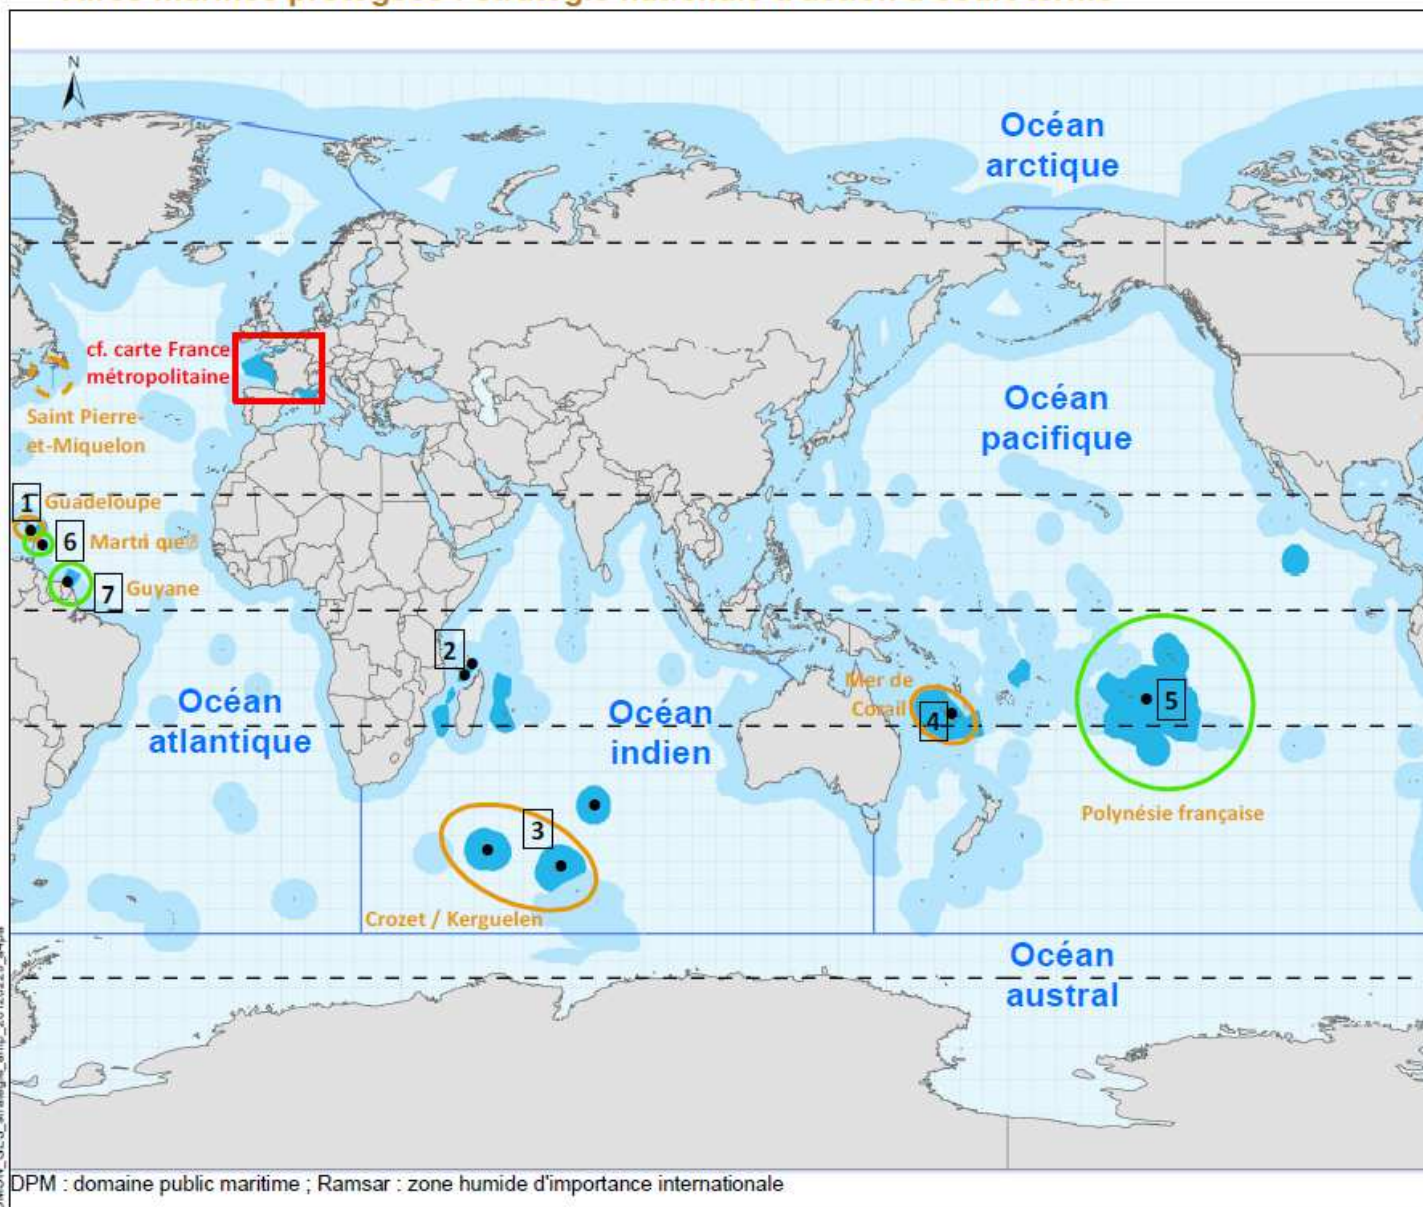 N
Océan
arctique
cf. carte France
métropolitaine
Océan
pacifique
Saint Pierre-
et-Miquelon
1 Guadeloupe
6 Martinique
7 Guyane
2
Océan
atlantique
Océan
indien
Mer de
Corail
4
5
Polynésie française
3
Crozet / Kerguelen
Océan
austral
DPM : domaine public maritime ; Ramsar : zone humide d'importance internationale